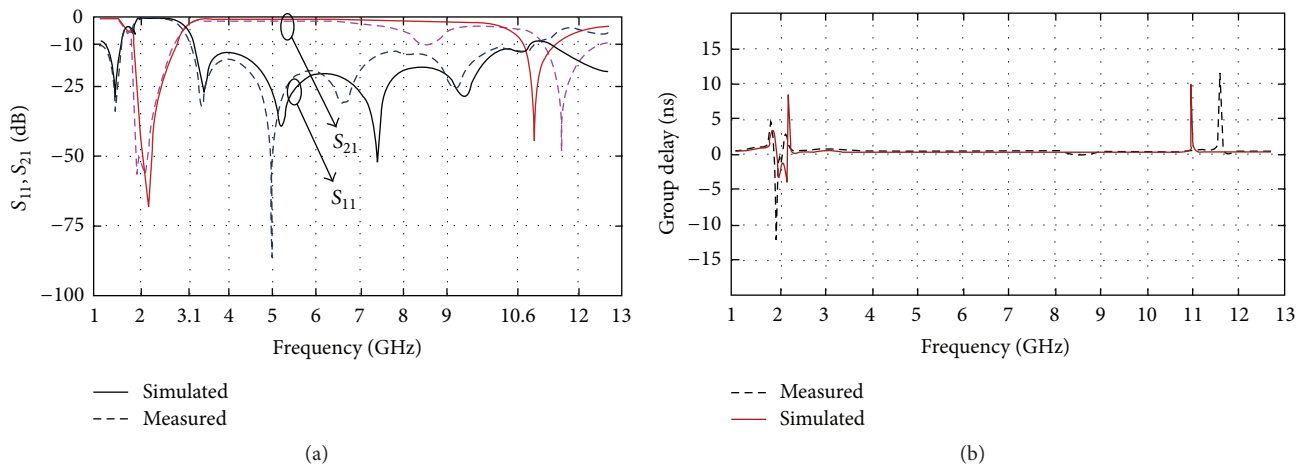 −0
−10
−25
−50
−75
−100
S11, S21 (dB)
S21
S11
1 2 3.1 4 5 6 7 8 9 10.6 12 13
Frequency (GHz)
Simulated
Measured
(a)
15
10
5
0
−5
−10
−15
Group delay (ns)
1 2 3 4 5 6 7 8 9 10 11 12 13
Frequency (GHz)
Measured
Simulated
(b)